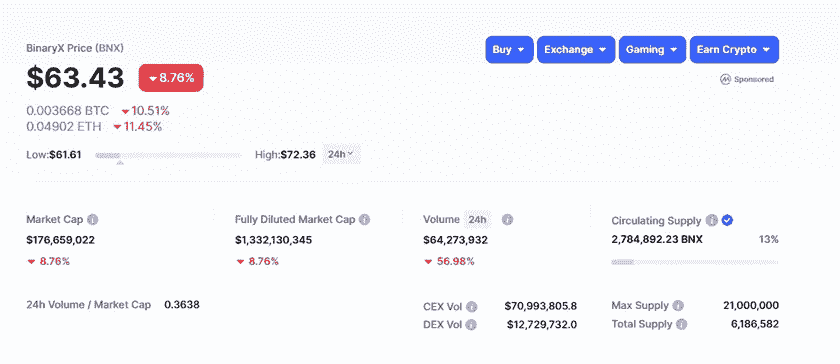 BinaryX Price (BNX)
Buy Exchange Gaming Earn Crypto
$63.43 8.76%
Sponsored
0.003668 BTC 10.51%
0.04902 ETH 11.45%
Low:$61.61 High:$72.36 24h
Market Cap Fully Diluted Market Cap Volume 24h Circulating Supply
$176,659,022 $1,332,130,345 $64,273,932 2,784,892.23 BNX 13%
8.76% 8.76% 56.98%
24h Volume / Market Cap 0.3638 CEX Vol $70,993,805.8 Max Supply 21,000,000
DEX Vol $12,729,732.0 Total Supply 6,186,582